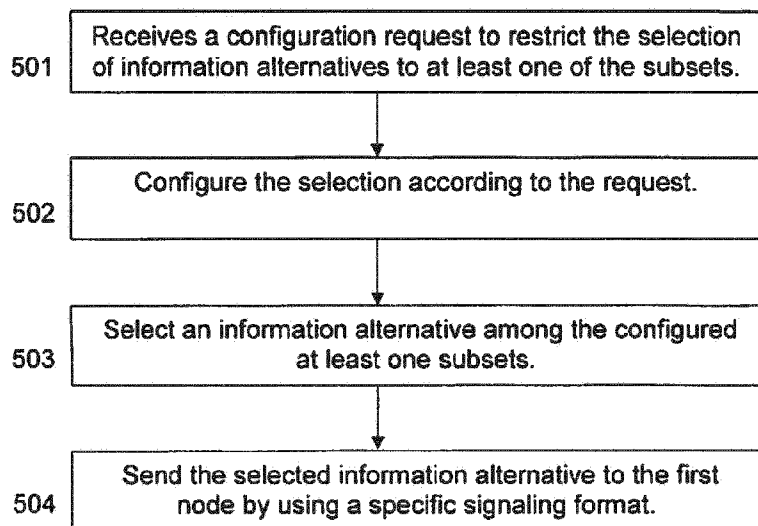 Receives a configuration request to restrict the selection
501
of information alternatives to at least one of the subsets.
Configure the selection according to the request.
502
Select an information alternative among the configured
503
at least one subsets.
Send the selected information alternative to the first
504
node by using a specific signaling format.